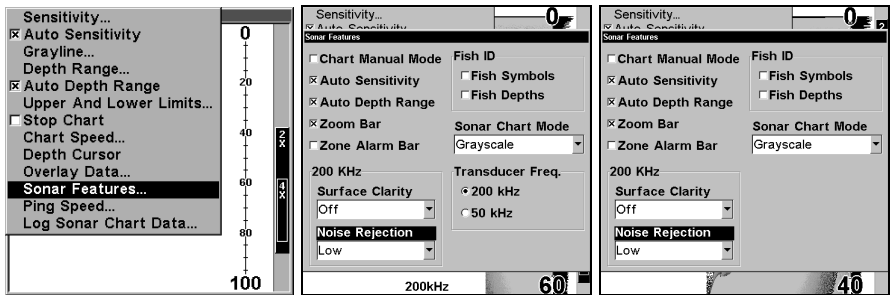 Sensitivity...
Auto Sensitivity
Grayline...
Depth Range...
Auto Depth Range
Upper And Lower Limits...
Stop Chart
Chart Speed...
Depth Cursor
Overlay Data...
Sonar Features...
Ping Speed...
Log Sonar Chart Data...
0
20
40
60
80
100
2x
4x
Sensitivity...
Auto Sensitivity
0
Sonar Features
Chart Manual Mode
Auto Sensitivity
Auto Depth Range
Zoom Bar
Zone Alarm Bar
Fish ID
Fish Symbols
Fish Depths
Sonar Chart Mode
Grayscale
200 KHz
Surface Clarity
Off
Noise Rejection
Low
Transducer Freq.
200 kHz
50 kHz
200kHz
60
Sensitivity...
Auto Sensitivity
0
2
Sonar Features
Chart Manual Mode
Auto Sensitivity
Auto Depth Range
Zoom Bar
Zone Alarm Bar
Fish ID
Fish Symbols
Fish Depths
Sonar Chart Mode
Grayscale
200 KHz
Surface Clarity
Off
Noise Rejection
Low
40